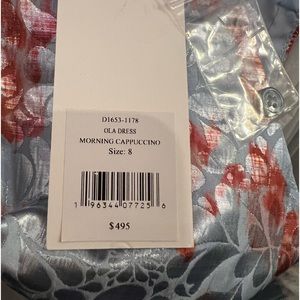 D1653-1178
OLA DRESS
MORNING CAPPUCCINO
Size: 8
1 96344 07725 6
$495